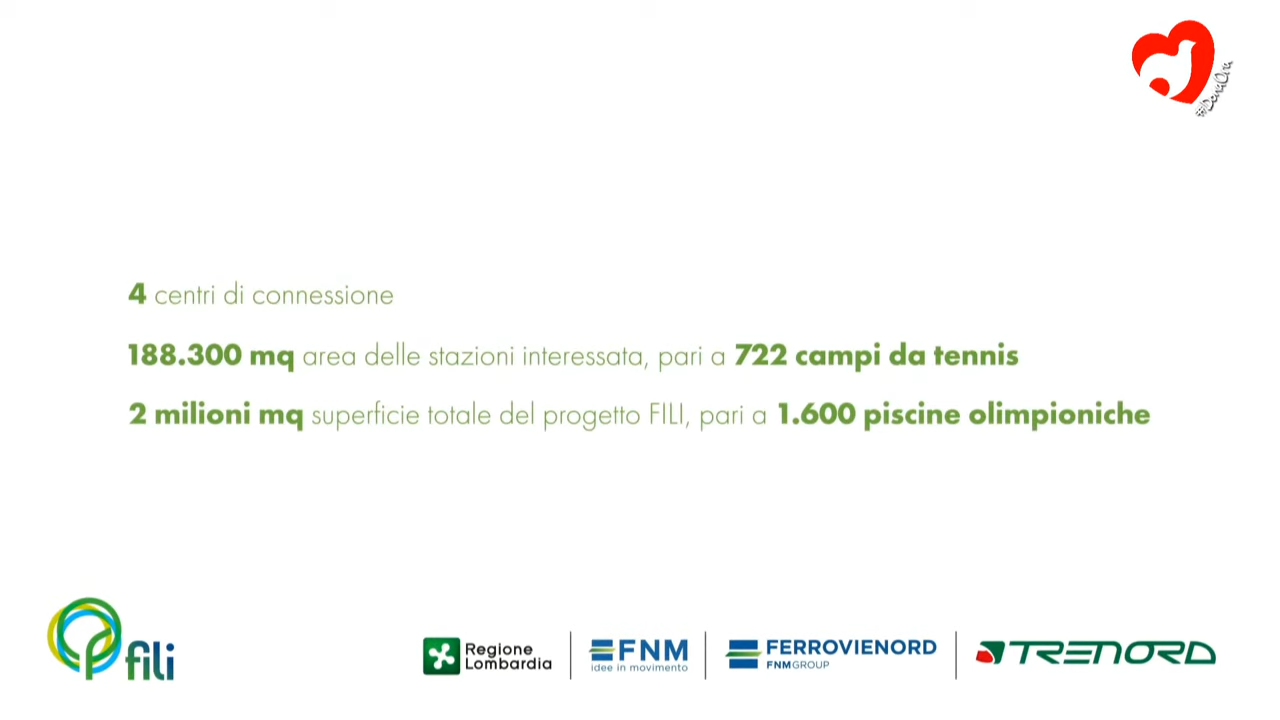 #iDonaOra
4 centri di connessione
188.300 mq area delle stazioni interessata, pari a 722 campi da tennis
2 milioni mq superficie totale del progetto FILI, pari a 1.600 piscine olimpioniche
fili
Regione
Lombardia
FNM
idee in movimento
FERROVIENORD
FNMGROUP
TRENORD